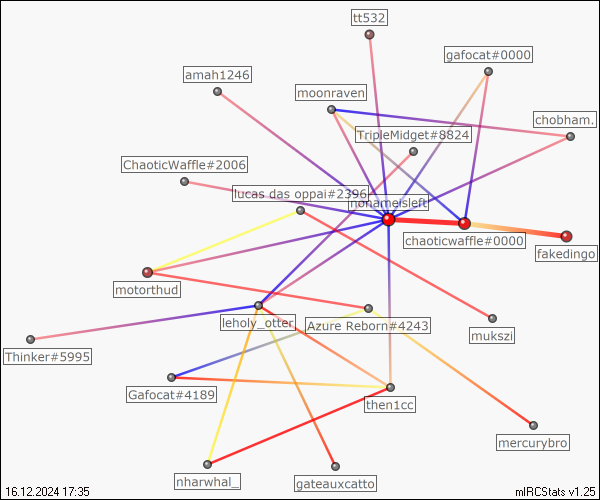 tt532
gafocat#0000
amah1246
moonraven
chobham.
TripleMidget#8824
ChaoticWaffle#2006
lucas das oppai#2396
nonameisleft
chaoticwaffle#0000
fakedingo
motorthud
leholy_otter
Azure Reborn#4243
mukszi
Thinker#5995
Gafocat#4189
then1cc
mercurybro
nharwhal_
gateauxcatto
16.12.2024 17:35
mIRCStats v1.25